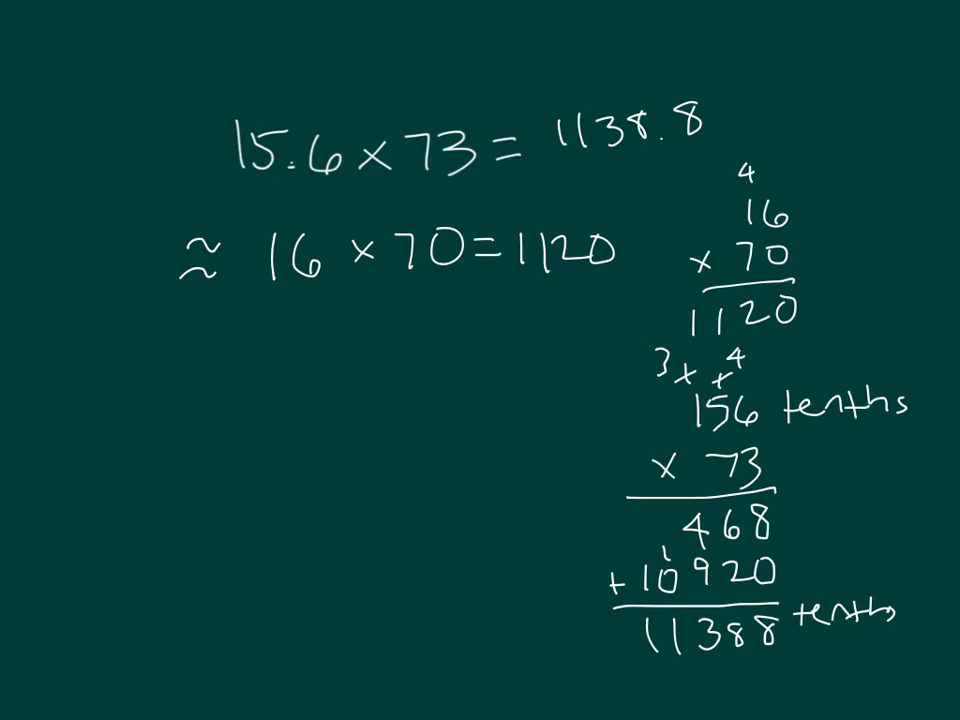 15.6 × 73 = 1138.8
≈ 16 × 70 = 1120
4
16
× 70
1120
3 × × 4
156 tenths
× 73
468
1
+ 10920
11388 tenths